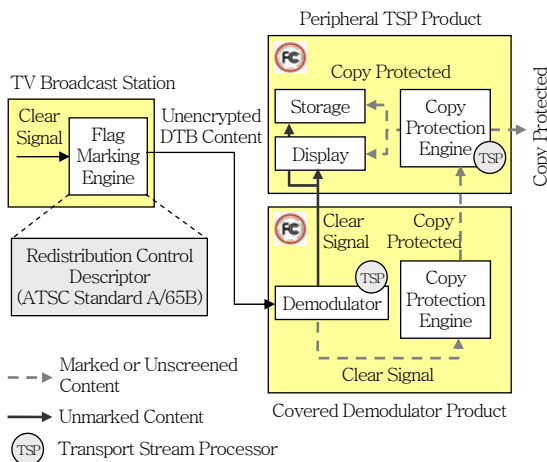 Peripheral TSP Product
FC
Copy Protected
TV Broadcast Station
Clear
Signal
Flag
Marking
Engine
Unencrypted
DTB Content
Storage
Display
Copy
Protection
Engine
TSP
Copy Protected
Redistribution Control
Descriptor
(ATSC Standard A/65B)
FC
Clear
Signal
Copy
Protected
TSP
Demodulator
Copy
Protection
Engine
Clear Signal
Covered Demodulator Product
Marked or Unscreened
Content
Unmarked Content
TSP Transport Stream Processor